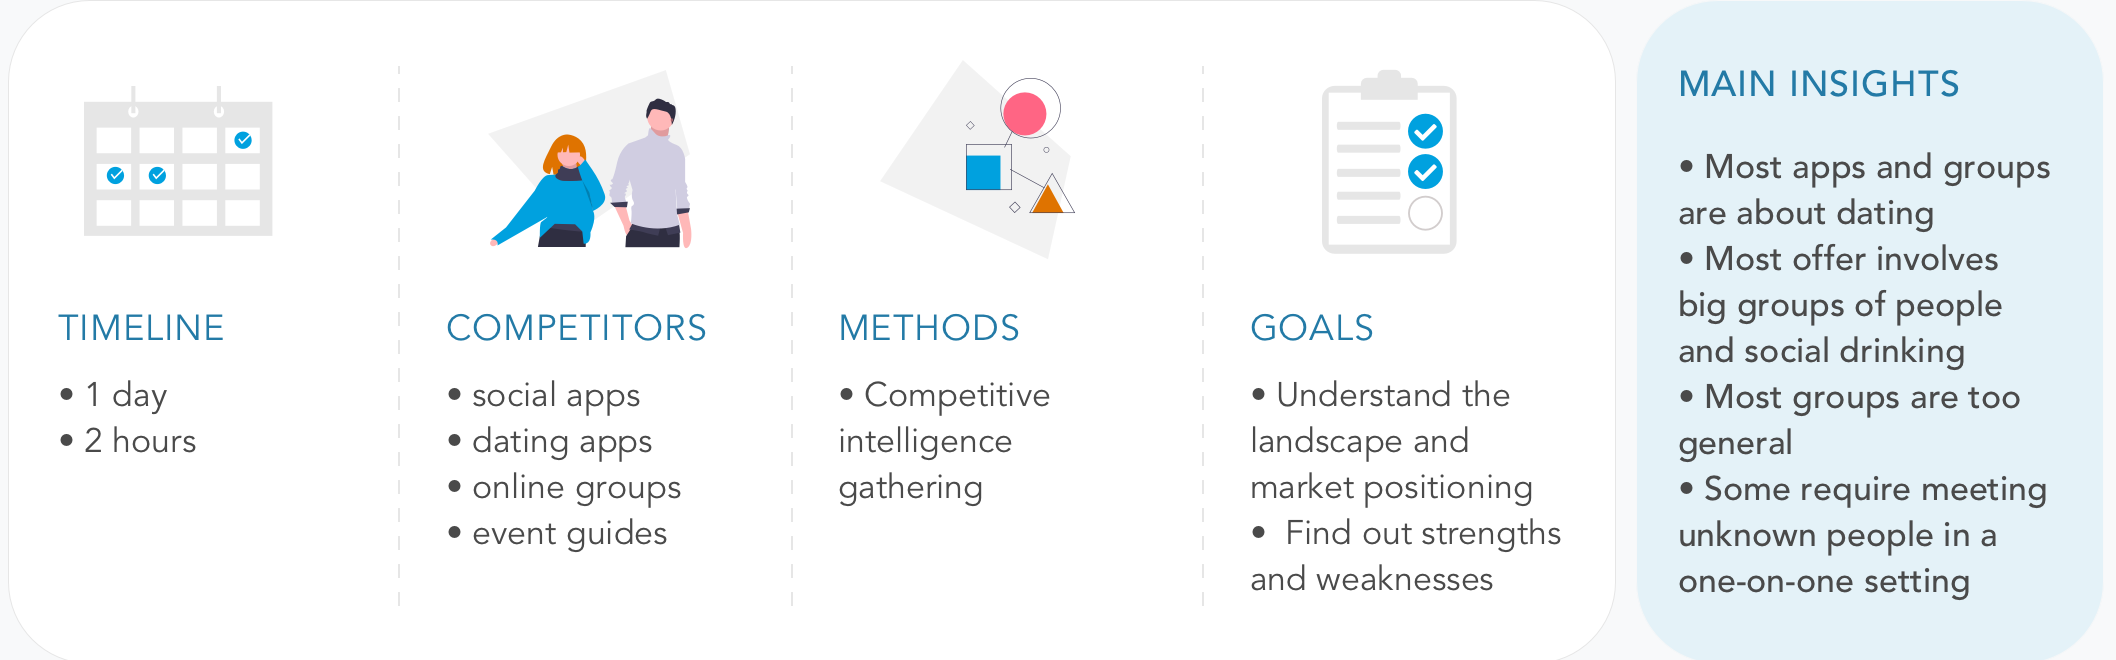 TIMELINE
• 1 day
• 2 hours
COMPETITORS
• social apps
• dating apps
• online groups
• event guides
METHODS
• Competitive
intelligence
gathering
GOALS
• Understand the
landscape and
market positioning
• Find out strengths
and weaknesses
MAIN INSIGHTS
• Most apps and groups
are about dating
• Most offer involves
big groups of people
and social drinking
• Most groups are too
general
• Some require meeting
unknown people in a
one-on-one setting